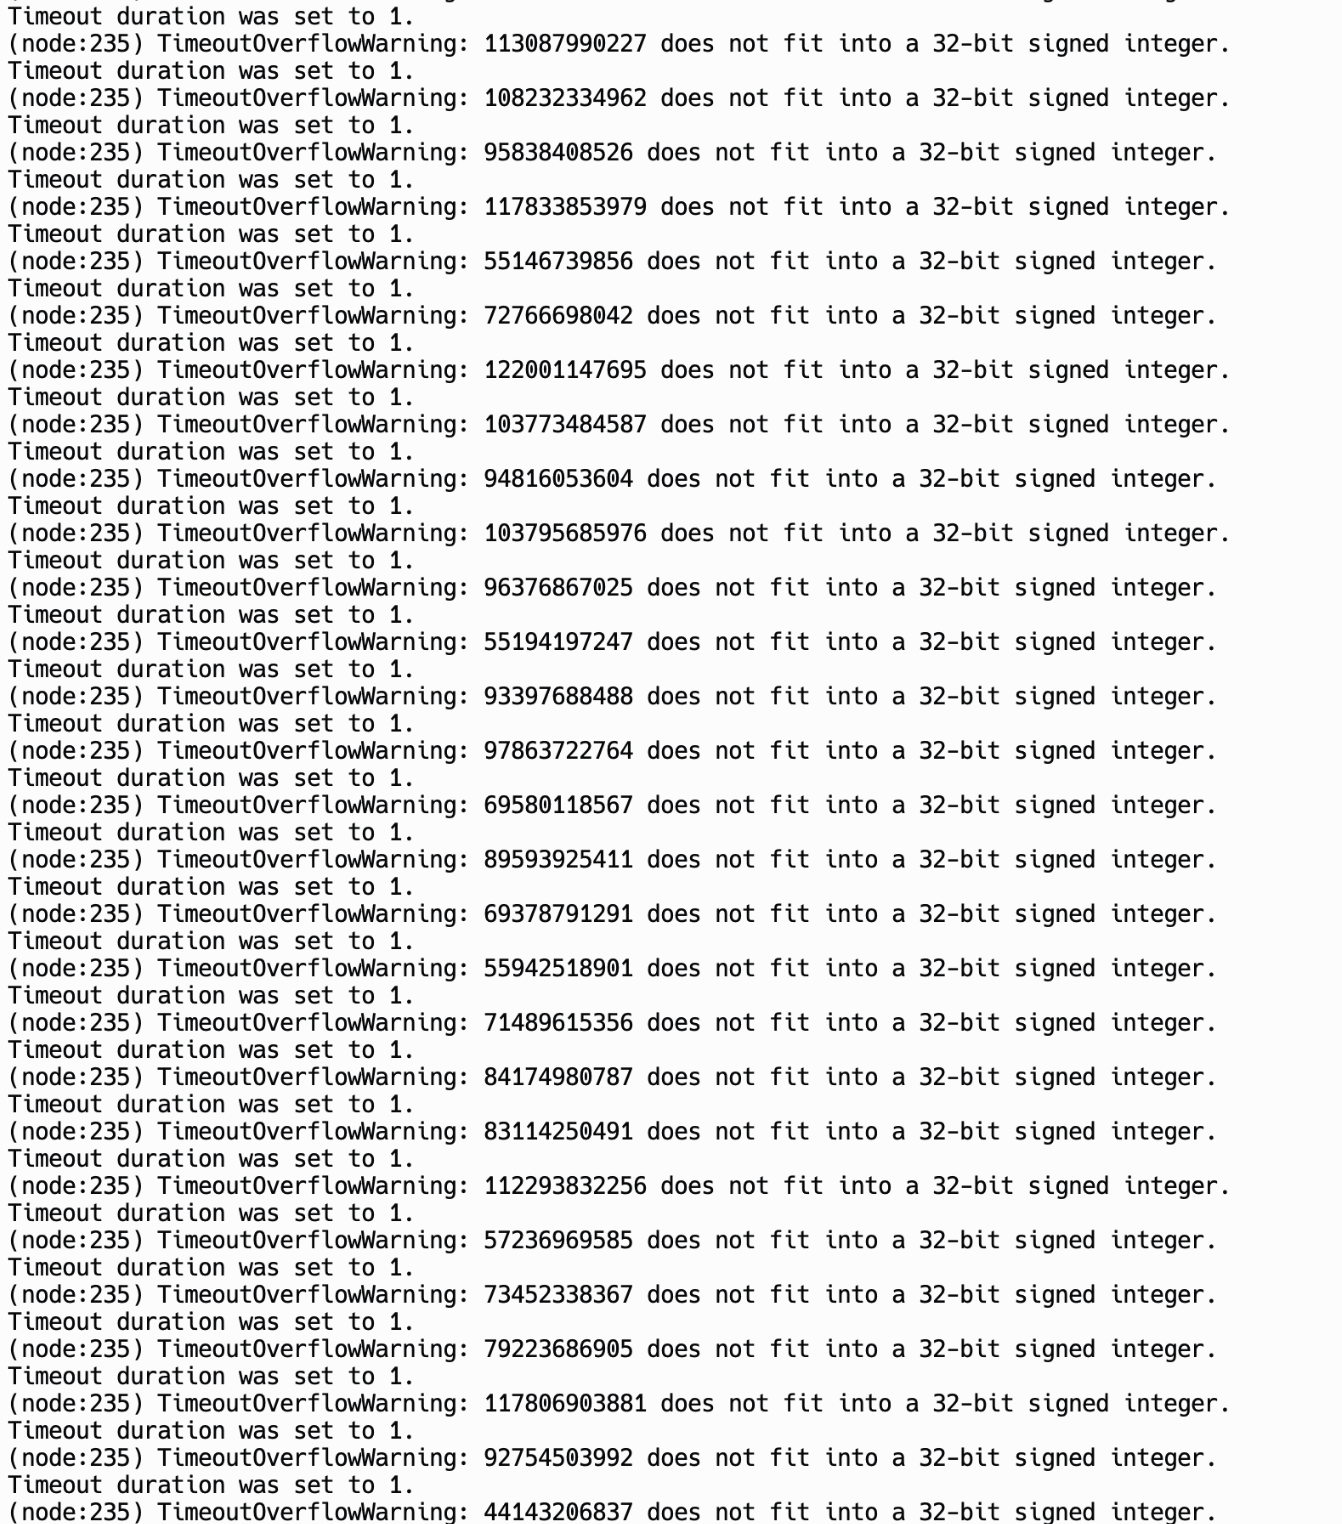 Timeout duration was set to 1.
(node:235) TimeoutOverflowWarning: 113087990227 does not fit into a 32-bit signed integer.
Timeout duration was set to 1.
(node:235) TimeoutOverflowWarning: 108232334962 does not fit into a 32-bit signed integer.
Timeout duration was set to 1.
(node:235) TimeoutOverflowWarning: 95838408526 does not fit into a 32-bit signed integer.
Timeout duration was set to 1.
(node:235) TimeoutOverflowWarning: 117833853979 does not fit into a 32-bit signed integer.
Timeout duration was set to 1.
(node:235) TimeoutOverflowWarning: 55146739856 does not fit into a 32-bit signed integer.
Timeout duration was set to 1.
(node:235) TimeoutOverflowWarning: 72766698042 does not fit into a 32-bit signed integer.
Timeout duration was set to 1.
(node:235) TimeoutOverflowWarning: 122001147695 does not fit into a 32-bit signed integer.
Timeout duration was set to 1.
(node:235) TimeoutOverflowWarning: 103773484587 does not fit into a 32-bit signed integer.
Timeout duration was set to 1.
(node:235) TimeoutOverflowWarning: 94816053604 does not fit into a 32-bit signed integer.
Timeout duration was set to 1.
(node:235) TimeoutOverflowWarning: 103795685976 does not fit into a 32-bit signed integer.
Timeout duration was set to 1.
(node:235) TimeoutOverflowWarning: 96376867025 does not fit into a 32-bit signed integer.
Timeout duration was set to 1.
(node:235) TimeoutOverflowWarning: 55194197247 does not fit into a 32-bit signed integer.
Timeout duration was set to 1.
(node:235) TimeoutOverflowWarning: 93397688488 does not fit into a 32-bit signed integer.
Timeout duration was set to 1.
(node:235) TimeoutOverflowWarning: 97863722764 does not fit into a 32-bit signed integer.
Timeout duration was set to 1.
(node:235) TimeoutOverflowWarning: 69580118567 does not fit into a 32-bit signed integer.
Timeout duration was set to 1.
(node:235) TimeoutOverflowWarning: 89593925411 does not fit into a 32-bit signed integer.
Timeout duration was set to 1.
(node:235) TimeoutOverflowWarning: 69378791291 does not fit into a 32-bit signed integer.
Timeout duration was set to 1.
(node:235) TimeoutOverflowWarning: 55942518901 does not fit into a 32-bit signed integer.
Timeout duration was set to 1.
(node:235) TimeoutOverflowWarning: 71489615356 does not fit into a 32-bit signed integer.
Timeout duration was set to 1.
(node:235) TimeoutOverflowWarning: 84174980787 does not fit into a 32-bit signed integer.
Timeout duration was set to 1.
(node:235) TimeoutOverflowWarning: 83114250491 does not fit into a 32-bit signed integer.
Timeout duration was set to 1.
(node:235) TimeoutOverflowWarning: 112293832256 does not fit into a 32-bit signed integer.
Timeout duration was set to 1.
(node:235) TimeoutOverflowWarning: 57236969585 does not fit into a 32-bit signed integer.
Timeout duration was set to 1.
(node:235) TimeoutOverflowWarning: 73452338367 does not fit into a 32-bit signed integer.
Timeout duration was set to 1.
(node:235) TimeoutOverflowWarning: 79223686905 does not fit into a 32-bit signed integer.
Timeout duration was set to 1.
(node:235) TimeoutOverflowWarning: 117806903881 does not fit into a 32-bit signed integer.
Timeout duration was set to 1.
(node:235) TimeoutOverflowWarning: 92754503992 does not fit into a 32-bit signed integer.
Timeout duration was set to 1.
(node:235) TimeoutOverflowWarning: 44143206837 does not fit into a 32-bit signed integer.